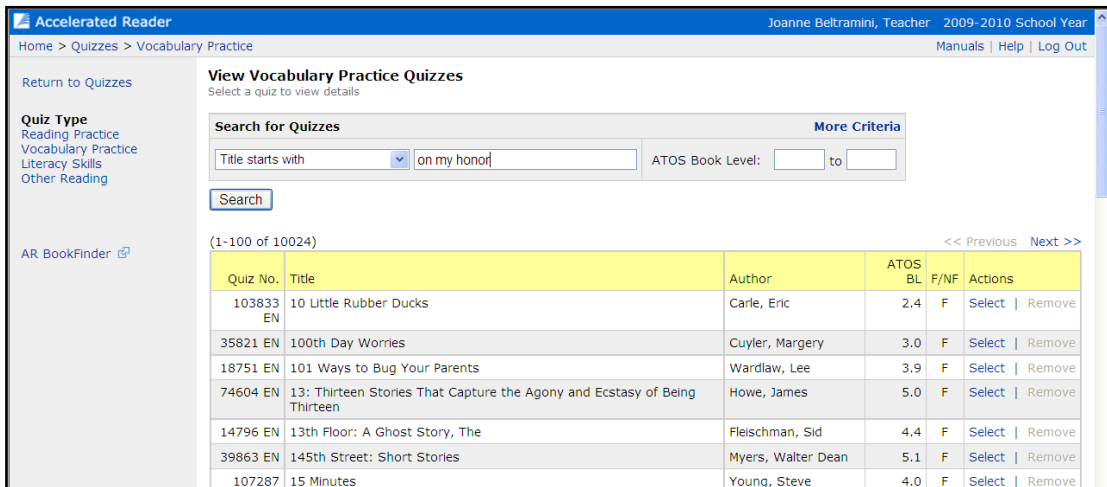 Accelerated Reader
Joanne Beltramini, Teacher 2009-2010 School Year
Home > Quizzes > Vocabulary Practice
Manuals | Help | Log Out
Return to Quizzes
Quiz Type
Reading Practice
Vocabulary Practice
Literacy Skills
Other Reading
AR BookFinder
View Vocabulary Practice Quizzes
Select a quiz to view details
Search for Quizzes More Criteria
Title starts with on my honor ATOS Book Level: to
Search
(1-100 of 10024) << Previous Next >>
Quiz No. Title Author ATOS BL F/NF Actions
103833 EN 10 Little Rubber Ducks Carle, Eric 2.4 F Select | Remove
35821 EN 100th Day Worries Cuyler, Margery 3.0 F Select | Remove
18751 EN 101 Ways to Bug Your Parents Wardlaw, Lee 3.9 F Select | Remove
74604 EN 13: Thirteen Stories That Capture the Agony and Ecstasy of Being Thirteen Howe, James 5.0 F Select | Remove
14796 EN 13th Floor: A Ghost Story, The Fleischman, Sid 4.4 F Select | Remove
39863 EN 145th Street: Short Stories Myers, Walter Dean 5.1 F Select | Remove
107287 15 Minutes Young, Steve 4.0 F Select | Remove